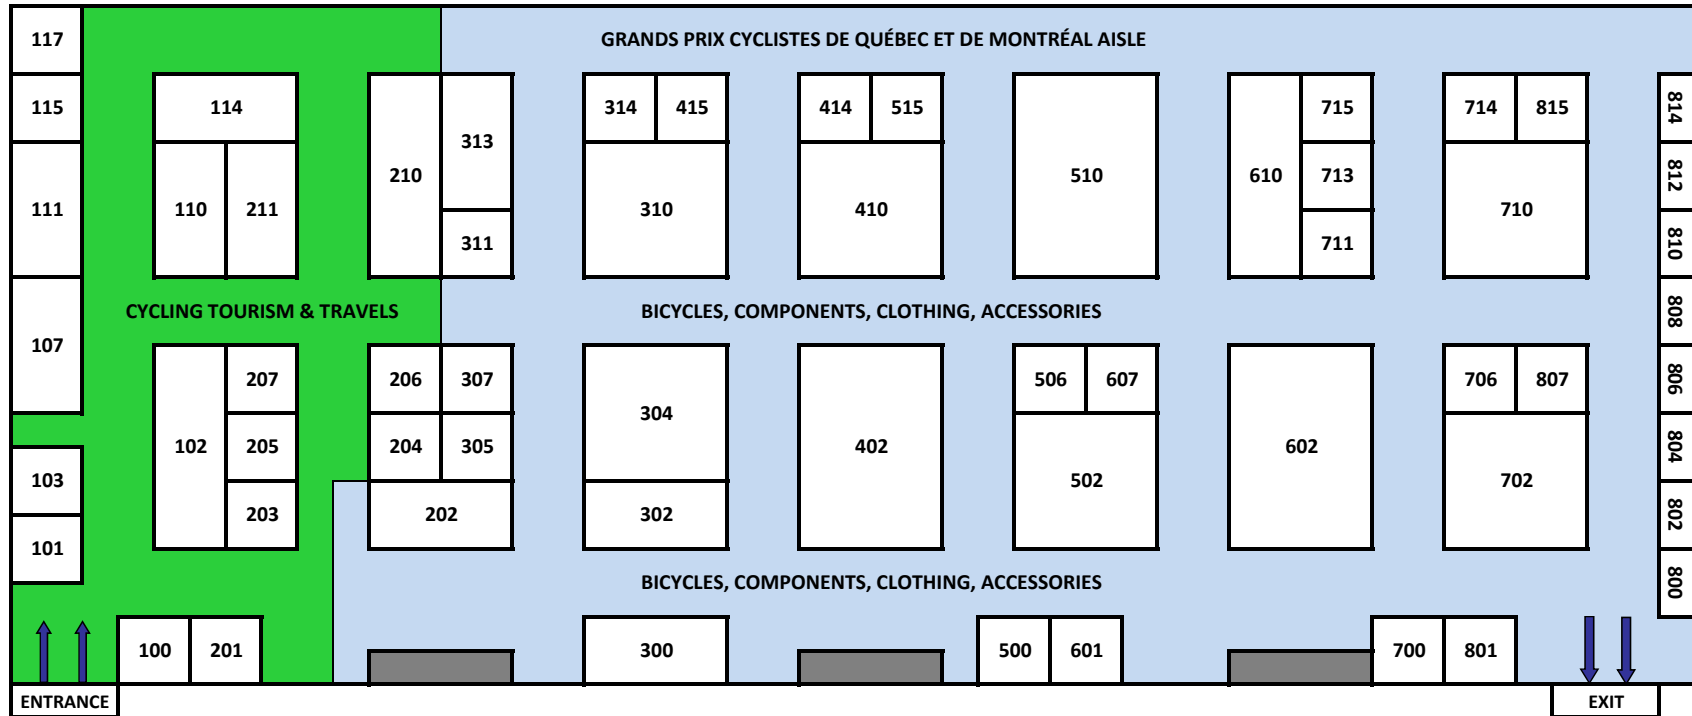 117
GRANDS PRIX CYCLISTES DE QUÉBEC ET DE MONTRÉAL AISLE
115 114 314 415 414 515 715 714 815 814
313
111 110 211 210 310 410 510 610 713 710 812
311 711 810
CYCLING TOURISM & TRAVELS BICYCLES, COMPONENTS, CLOTHING, ACCESSORIES 808
107
207 206 307 506 607 706 807 806
304
102 205 204 305 402 602 804
103 502 702
203 202 302 802
101
BICYCLES, COMPONENTS, CLOTHING, ACCESSORIES 800
100 201 300 500 601 700 801
ENTRANCE EXIT